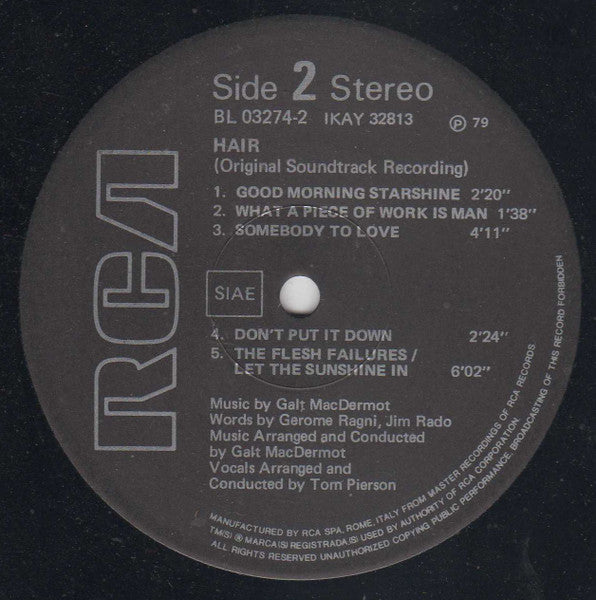 RCA
Side 2 Stereo
BL 03274-2 IKAY 32813
Ⓟ 79
HAIR
(Original Soundtrack Recording)
1. GOOD MORNING STARSHINE 2'20"
2. WHAT A PIECE OF WORK IS MAN 1'38"
3. SOMEBODY TO LOVE 4'11"
SIAE
4. DON'T PUT IT DOWN 2'24"
5. THE FLESH FAILURES /
LET THE SUNSHINE IN 6'02"
Music by Galt MacDermot
Words by Gerome Ragni, Jim Rado
Music Arranged and Conducted
by Galt MacDermot
Vocals Arranged and
Conducted by Tom Pierson
MANUFACTURED BY RCA SPA, ROME, ITALY FROM MASTER RECORDINGS OF RCA RECORDS
TM(S) ® MARCA(S) REGISTRADA(S) USED BY AUTHORITY OF RCA CORPORATION.
ALL RIGHTS RESERVED UNAUTHORIZED COPYING PUBLIC PERFORMANCE, BROADCASTING OF THIS RECORD FORBIDDEN